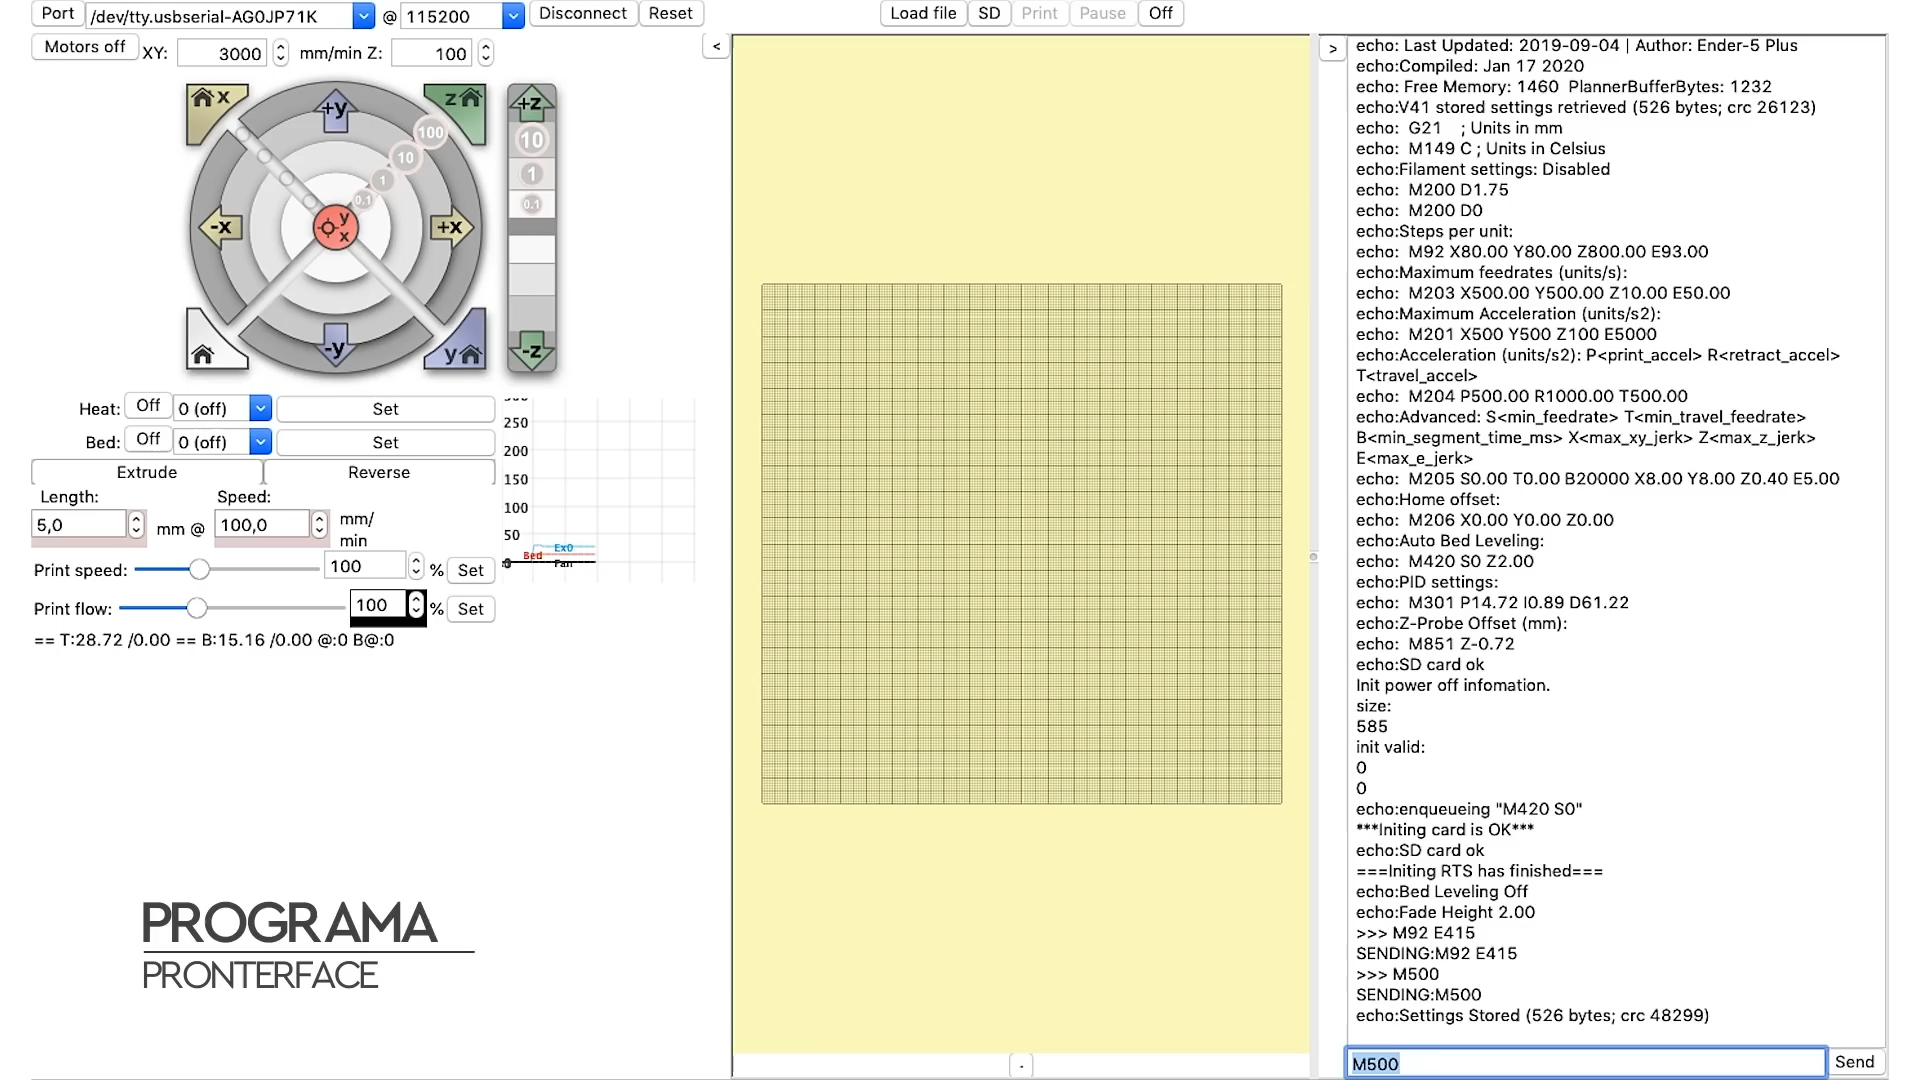 Port /dev/tty.usbserial-AG0JP71K @ 115200 Disconnect Reset
Load file SD Print Pause Off
Motors off XY: 3000 mm/min Z: 100
<
>
x
+y
z
+z
100
10
1
0.1
10
1
0.1
-x
y
x
+x
-y
y
-z
Heat: Off 0 (off) Set
Bed: Off 0 (off) Set
Extrude Reverse
Length: Speed:
5,0 mm @ 100,0 mm/
min
Print speed: 100 % Set
Print flow: 100 % Set
== T:28.72 /0.00 == B:15.16 /0.00 @:0 B@:0
250
200
150
100
50
0
Ex0
Bed
Fan
PROGRAMA
PRONTERFACE
echo: Last Updated: 2019-09-04 | Author: Ender-5 Plus
echo:Compiled: Jan 17 2020
echo: Free Memory: 1460  PlannerBufferBytes: 1232
echo:V41 stored settings retrieved (526 bytes; crc 26123)
echo:  G21    ; Units in mm
echo:  M149 C ; Units in Celsius
echo:Filament settings: Disabled
echo:  M200 D1.75
echo:  M200 D0
echo:Steps per unit:
echo:  M92 X80.00 Y80.00 Z800.00 E93.00
echo:Maximum feedrates (units/s):
echo:  M203 X500.00 Y500.00 Z10.00 E50.00
echo:Maximum Acceleration (units/s2):
echo:  M201 X500 Y500 Z100 E5000
echo:Acceleration (units/s2): P<print_accel> R<retract_accel>
T<travel_accel>
echo:  M204 P500.00 R1000.00 T500.00
echo:Advanced: S<min_feedrate> T<min_travel_feedrate>
B<min_segment_time_ms> X<max_xy_jerk> Z<max_z_jerk>
E<max_e_jerk>
echo:  M205 S0.00 T0.00 B20000 X8.00 Y8.00 Z0.40 E5.00
echo:Home offset:
echo:  M206 X0.00 Y0.00 Z0.00
echo:Auto Bed Leveling:
echo:  M420 S0 Z2.00
echo:PID settings:
echo:  M301 P14.72 I0.89 D61.22
echo:Z-Probe Offset (mm):
echo:  M851 Z-0.72
echo:SD card ok
Init power off infomation.
size:
585
init valid:
0
0
echo:enqueueing "M420 S0"
***Initing card is OK***
echo:SD card ok
===Initing RTS has finished===
echo:Bed Leveling Off
echo:Fade Height 2.00
>>> M92 E415
SENDING:M92 E415
>>> M500
SENDING:M500
echo:Settings Stored (526 bytes; crc 48299)
M500 Send